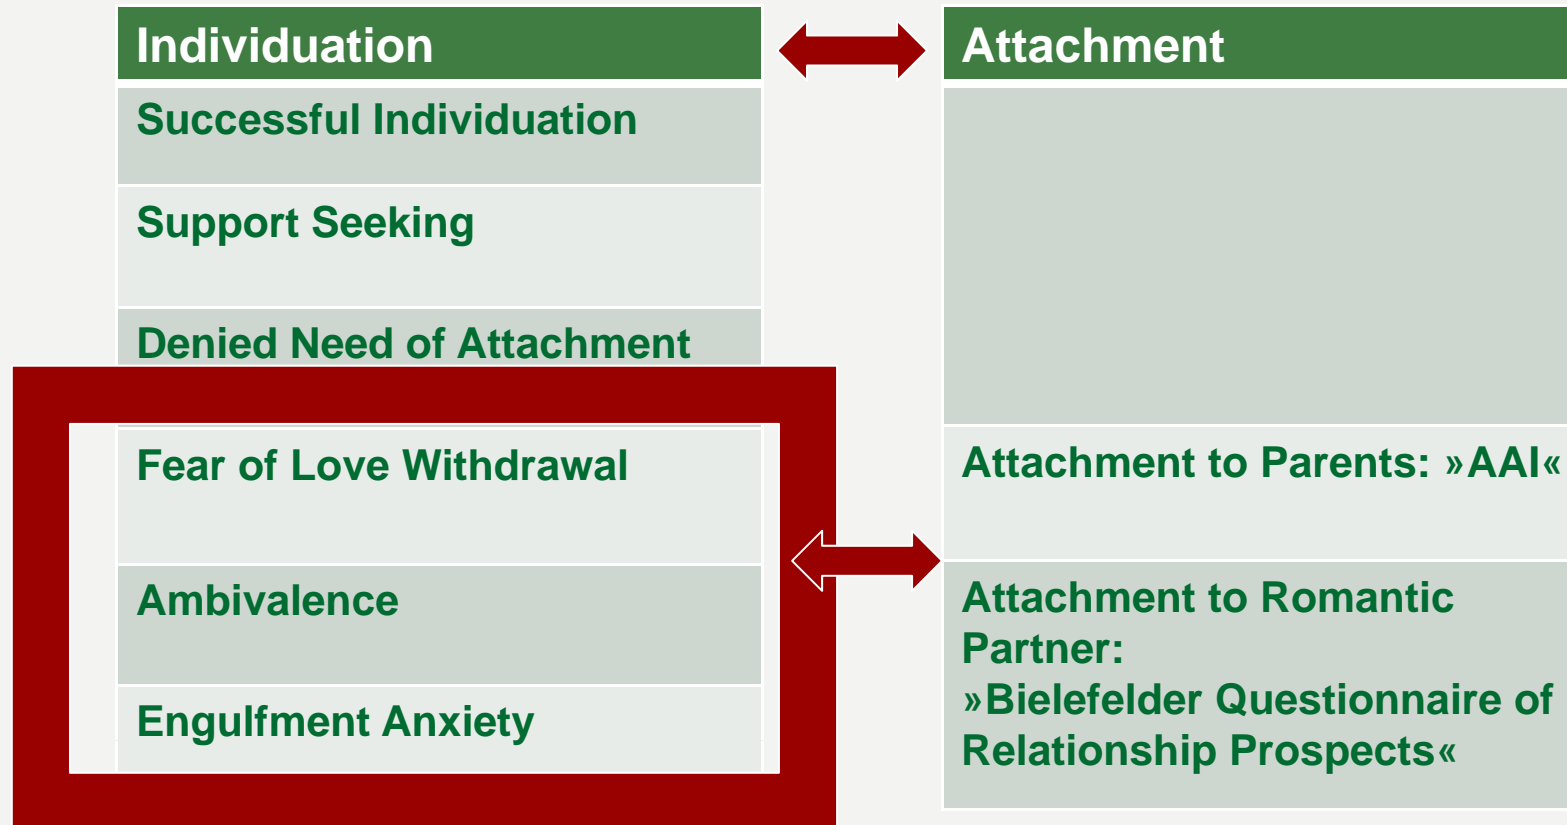 Individuation
Attachment
Successful Individuation
Support Seeking
Denied Need of Attachment
Fear of Love Withdrawal
Attachment to Parents: »AAI«
Ambivalence
Attachment to Romantic
Partner:
»Bielefelder Questionnaire of
Relationship Prospects«
Engulfment Anxiety